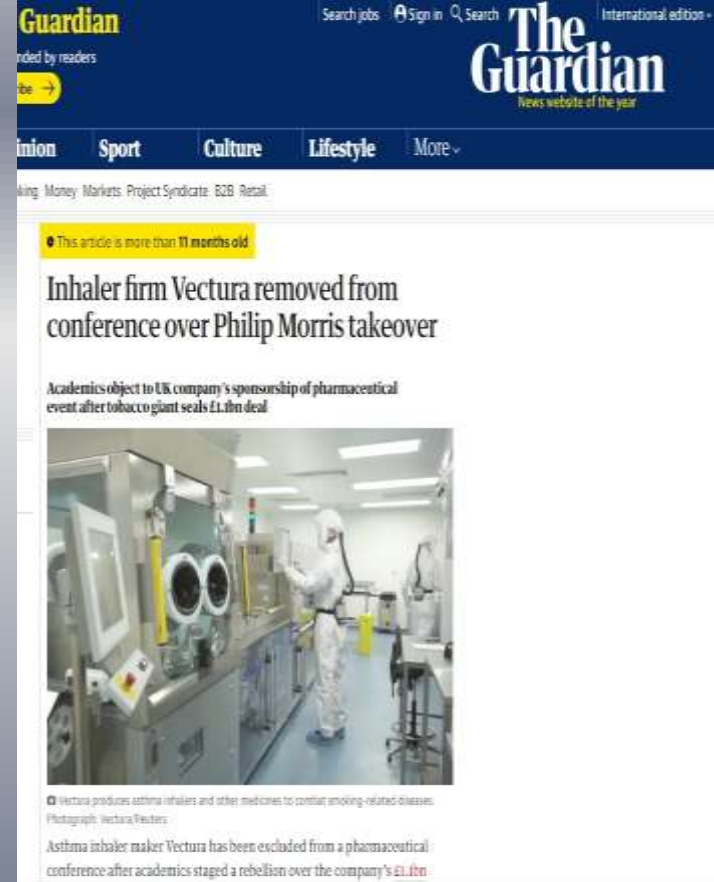 Guardian
nded by readers
be →
Search jobs Sign in Search
International edition
The
Guardian
News website of the year
inion Sport Culture Lifestyle More
king Money Markets Project Syndicate B2B Retail
This article is more than 11 months old
Inhaler firm Vectura removed from
conference over Philip Morris takeover
Academics object to UK company's sponsorship of pharmaceutical
event after tobacco giant seals £1.1bn deal
Vectura produces asthma inhalers and other medicines to combat smoking-related diseases.
Photograph: Vectura/Reuters
Asthma inhaler maker Vectura has been excluded from a pharmaceutical
conference after academics staged a rebellion over the company's £1.1bn